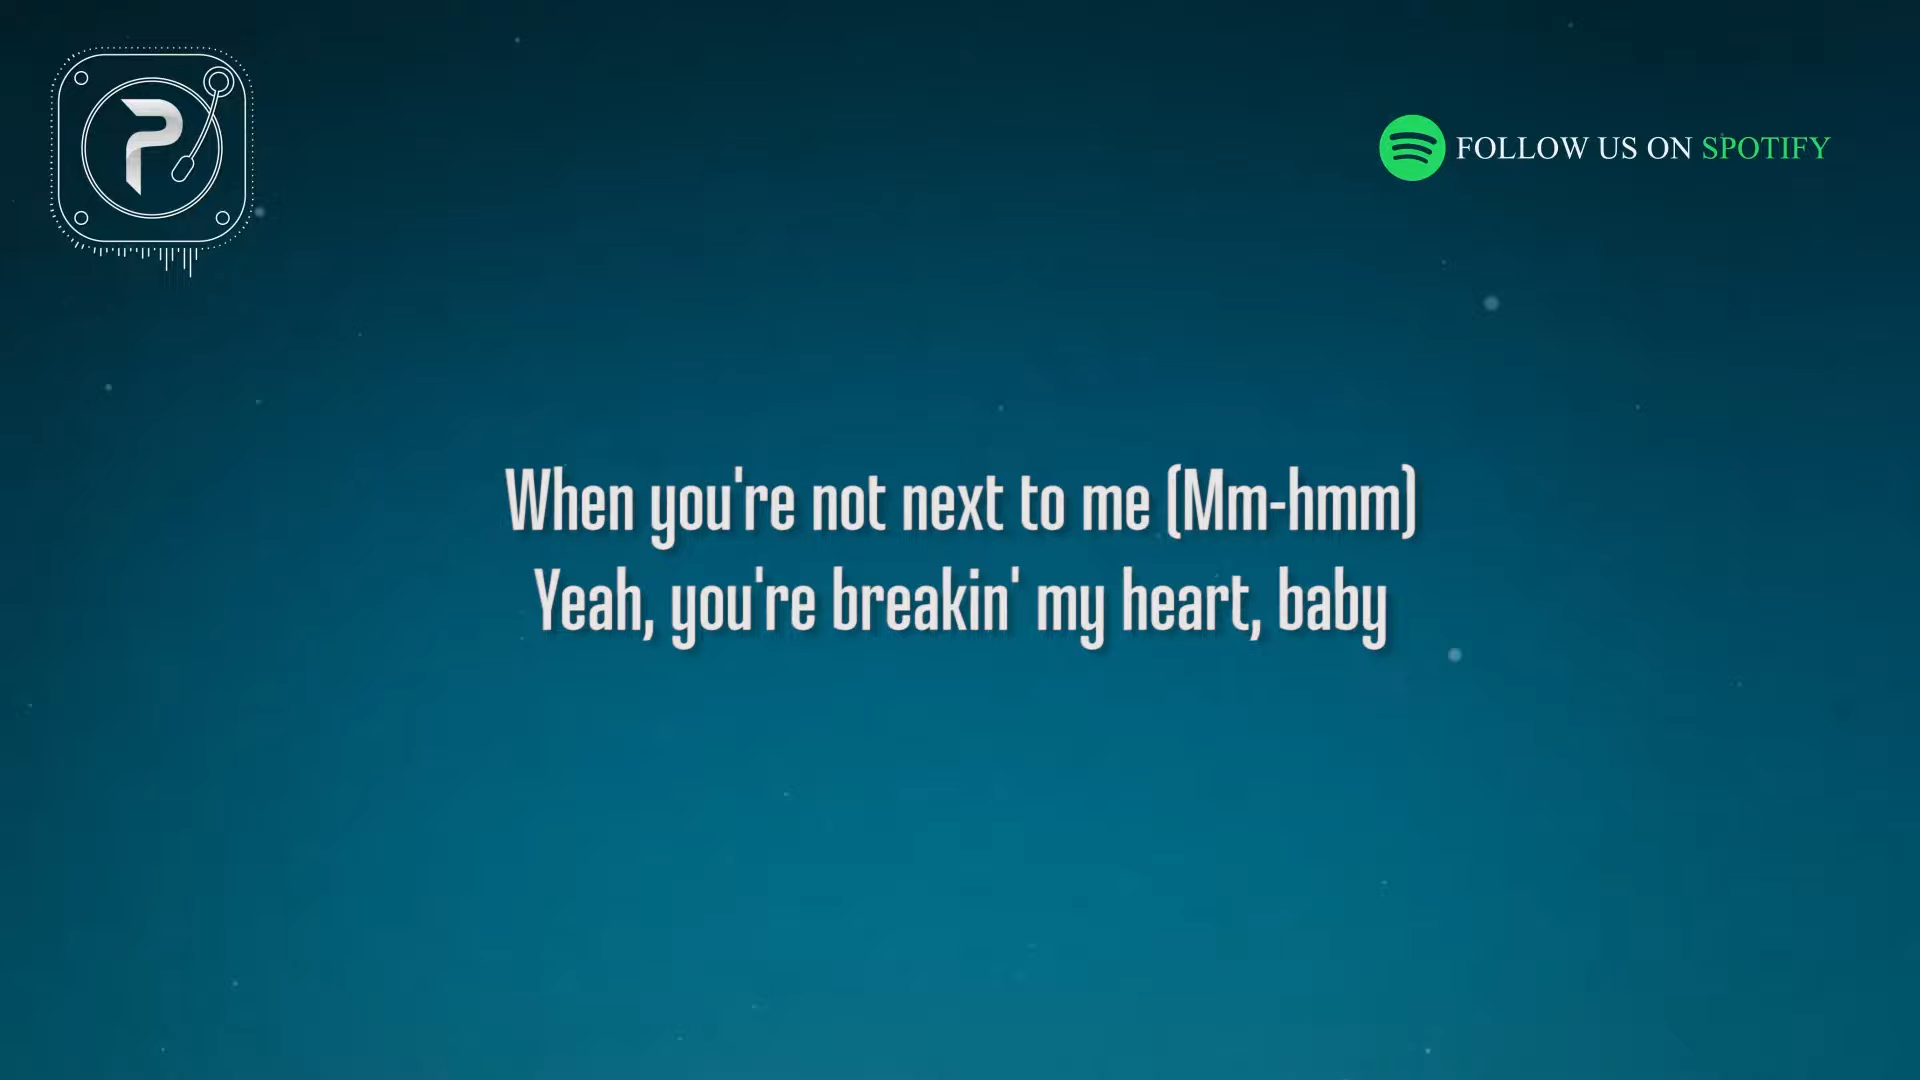 P
FOLLOW US ON SPOTIFY
When you're not next to me (Mm-hmm)
Yeah, you're breakin' my heart, baby